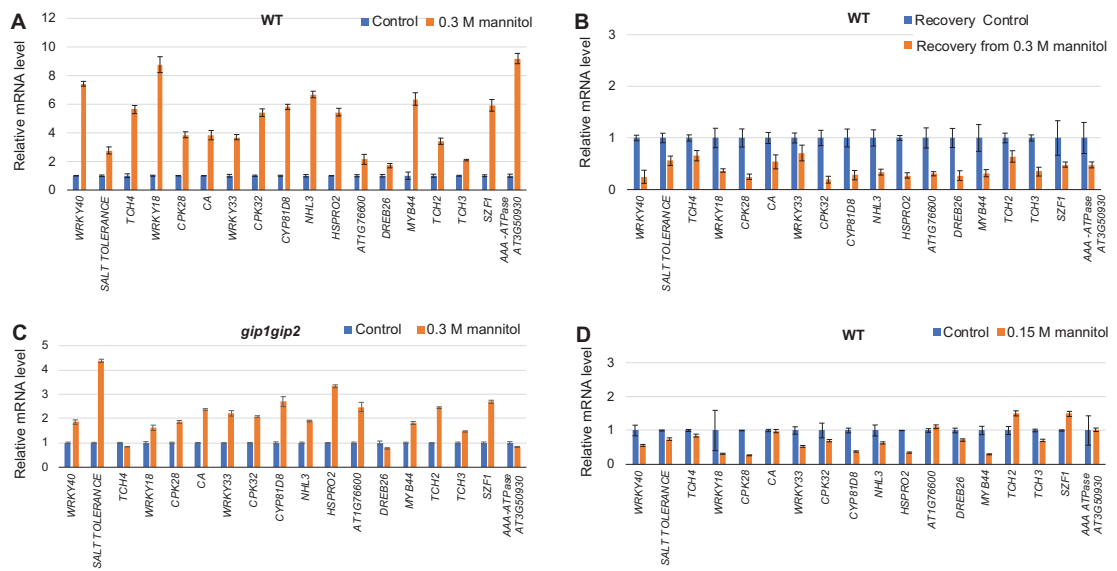 A
WT
Control
0.3 M mannitol
Relative mRNA level
14
12
10
8
6
4
2
0
WRKY40
SALT TOLERANCE
TCH4
WRKY18
CPK28
CA
WRKY33
CPK32
CYP81D8
NHL3
HSPRO2
AT1G76600
DREB26
MYB44
TCH2
TCH3
SZF1
AAA -ATPase
AT3G50930
B
WT
Recovery Control
Recovery from 0.3 M mannitol
Relative mRNA level
3
2
1
0
WRKY40
SALT TOLERANCE
TCH4
WRKY18
CPK28
CA
WRKY33
CPK32
CYP81D8
NHL3
HSPRO2
AT1G76600
DREB26
MYB44
TCH2
TCH3
SZF1
AAA -ATPase
AT3G50930
C
gip1gip2
Control
0.3 M mannitol
Relative mRNA level
5
4
3
2
1
0
WRKY40
SALT TOLERANCE
TCH4
WRKY18
CPK28
CA
WRKY33
CPK32
CYP81D8
NHL3
HSPRO2
AT1G76600
DREB26
MYB44
TCH2
TCH3
SZF1
AAA-ATPase
AT3G50930
D
WT
Control
0.15 M mannitol
Relative mRNA level
3
2
1
0
WRKY40
SALT TOLERANCE
TCH4
WRKY18
CPK28
CA
WRKY33
CPK32
CYP81D8
NHL3
HSPRO2
AT1G76600
DREB26
MYB44
TCH2
TCH3
SZF1
AAA ATPase
AT3G50930